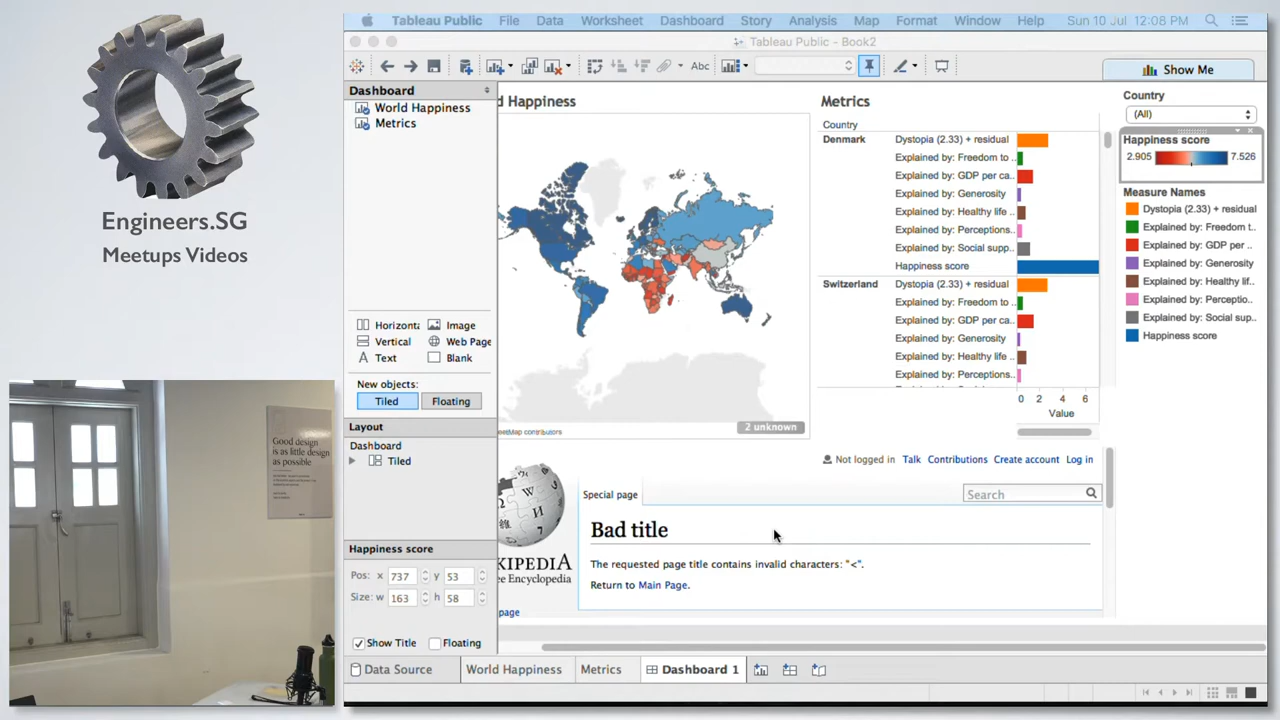 Engineers.SG
Meetups Videos
Good design
is as little design
as possible
Tableau Public File Data Worksheet Dashboard Story Analysis Map Format Window Help Sun 10 Jul 12:08 PM
Tableau Public - Book2
Abc
Show Me
Dashboard
World Happiness
Metrics
Horizonta
Image
Vertical
Web Page
Text
Blank
New objects:
Tiled
Floating
Layout
Dashboard
Tiled
Happiness score
Pos: x 737 y 53
Size: w 163 h 58
Show Title
Floating
d Happiness
2 unknown
eetMap contributors
Metrics
Country
Denmark
Dystopia (2.33) + residual
Explained by: Freedom to ..
Explained by: GDP per ca..
Explained by: Generosity
Explained by: Healthy life ..
Explained by: Perceptions..
Explained by: Social supp..
Happiness score
Switzerland
Dystopia (2.33) + residual
Explained by: Freedom to ..
Explained by: GDP per ca..
Explained by: Generosity
Explained by: Healthy life ..
Explained by: Perceptions..
0 2 4 6
Value
Country
(All)
Happiness score
2.905 7.526
Measure Names
Dystopia (2.33) + residual
Explained by: Freedom t..
Explained by: GDP per ..
Explained by: Generosity
Explained by: Healthy lif..
Explained by: Perceptio..
Explained by: Social sup..
Happiness score
Not logged in Talk Contributions Create account Log in
Special page
Search
Bad title
The requested page title contains invalid characters: "<".
Return to Main Page.
KIPEDIA
ee Encyclopedia
page
Data Source
World Happiness
Metrics
Dashboard 1